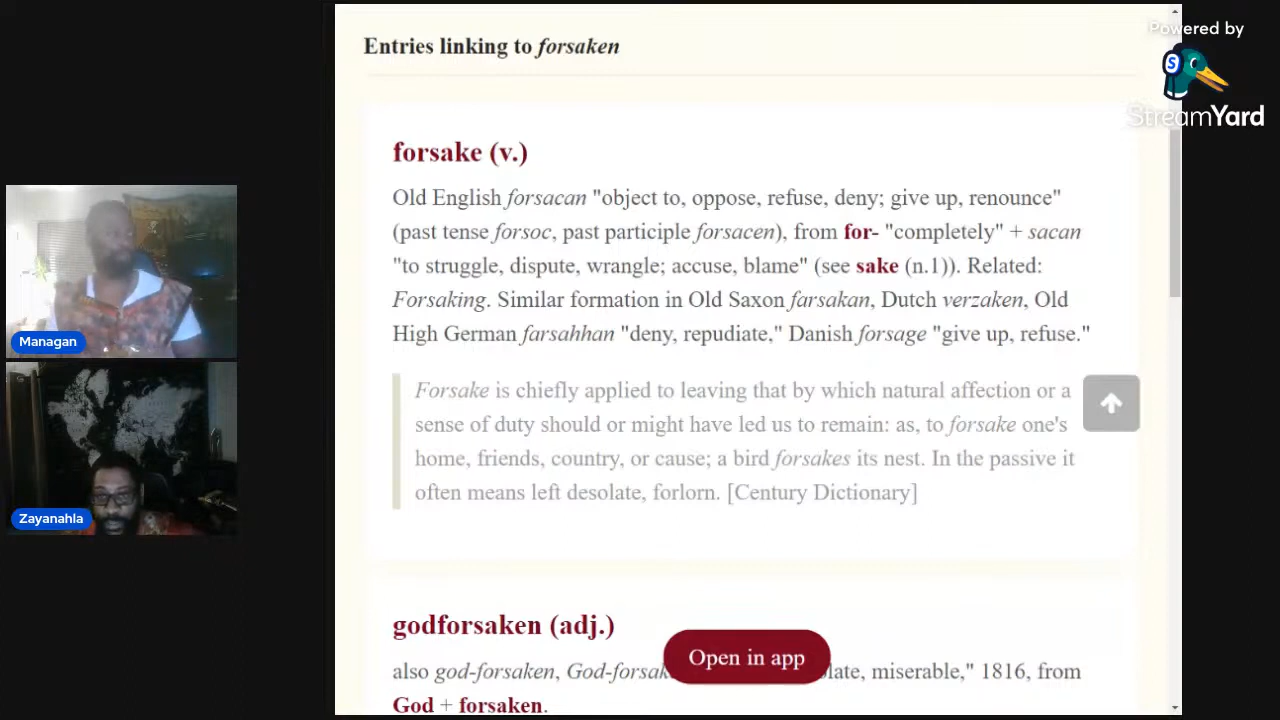 Powered by
StreamYard
Entries linking to forsaken
forsake (v.)
Old English forsacan "object to, oppose, refuse, deny; give up, renounce"
(past tense forsoc, past participle forsacen), from for- "completely" + sacan
"to struggle, dispute, wrangle; accuse, blame" (see sake (n.1)). Related:
Forsaking. Similar formation in Old Saxon farsakan, Dutch verzaken, Old
High German farsahhan "deny, repudiate," Danish forsage "give up, refuse."
Forsake is chiefly applied to leaving that by which natural affection or a
sense of duty should or might have led us to remain: as, to forsake one's
home, friends, country, or cause; a bird forsakes its nest. In the passive it
often means left desolate, forlorn. [Century Dictionary]
godforsaken (adj.)
also god-forsaken, miserable," 1816, from
God + forsaken.
Open in app
Managan
Zayanahla